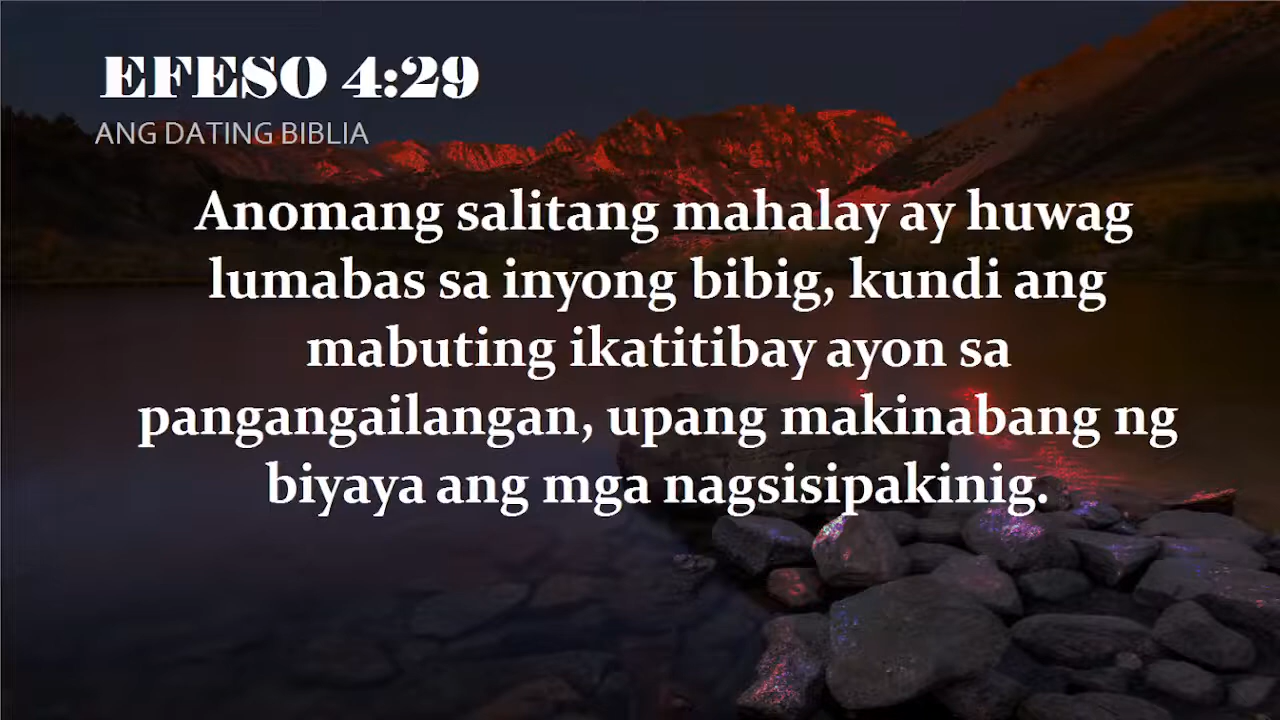 EFESO 4:29
ANG DATING BIBLIA
Anomang salitang mahalay ay huwag
lumabas sa inyong bibig, kundi ang
mabuting ikatitibay ayon sa
pangangailangan, upang makinabang ng
biyaya ang mga nagsisipakinig.